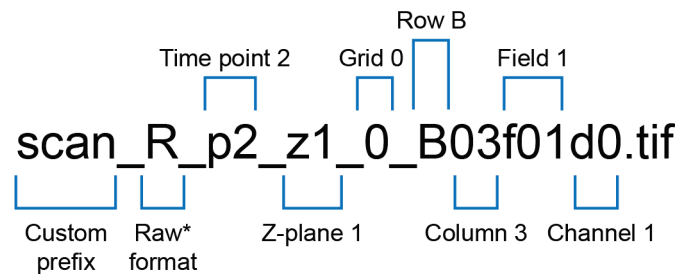 Row B
Time point 2 Grid 0 Field 1
scan_R_p2_z1_0_B03f01d0.tif
Custom prefix Raw* format Z-plane 1 Column 3 Channel 1